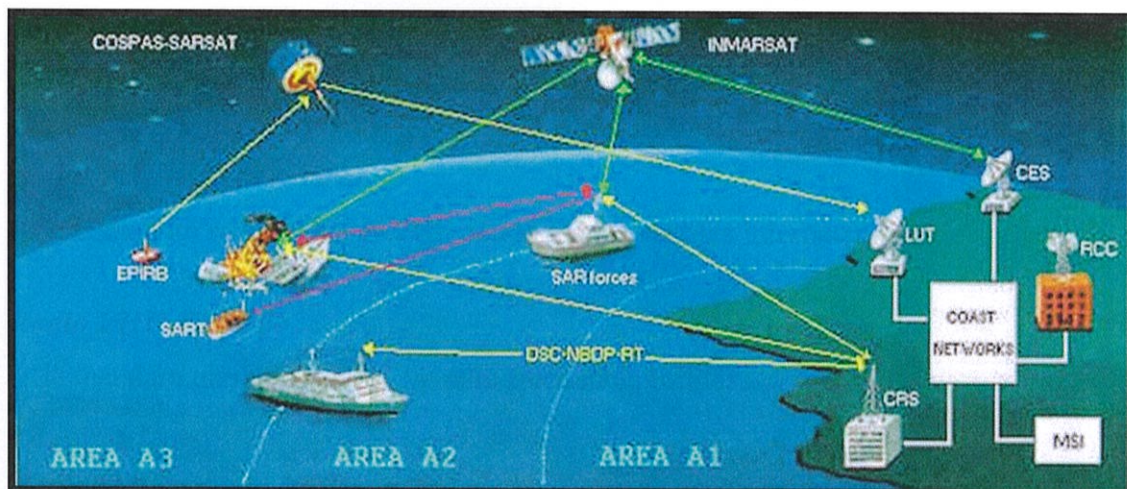 COSPAS-SARSAT
INMARSAT
CES
LUT
RCC
EPIRB
SAR forces
SART
COAST
NETWORKS
DSC-NBDP-RT
CRS
MSI
AREA A3
AREA A2
AREA A1